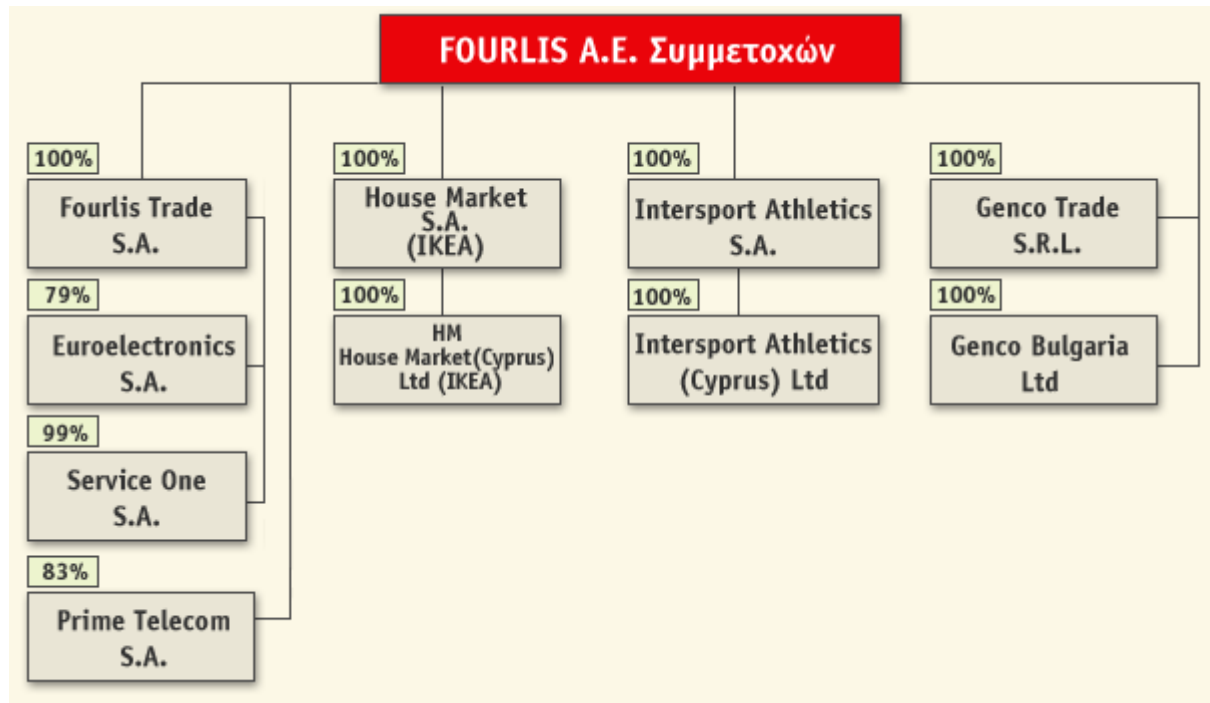 FOURLIS A.E. Συμμετοχών
100%
Fourlis Trade
S.A.
79%
Euroelectronics
S.A.
99%
Service One
S.A.
83%
Prime Telecom
S.A.
100%
House Market
S.A.
(IKEA)
100%
HM
House Market(Cyprus)
Ltd (IKEA)
100%
Intersport Athletics
S.A.
100%
Intersport Athletics
(Cyprus) Ltd
100%
Genco Trade
S.R.L.
100%
Genco Bulgaria
Ltd